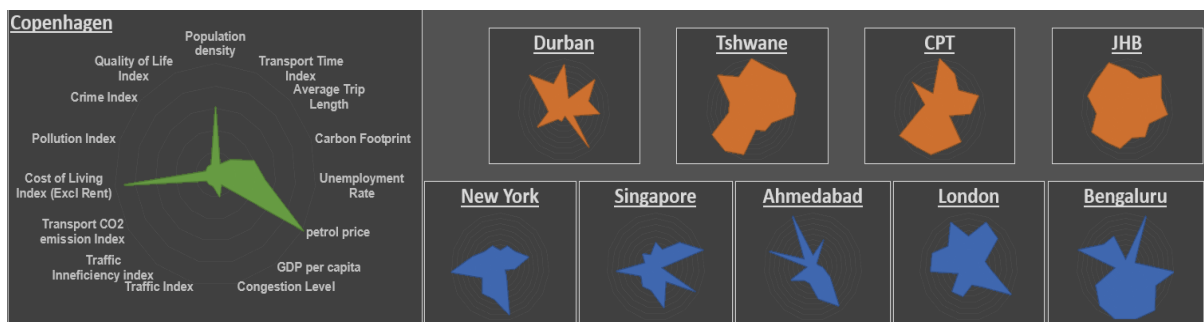 Copenhagen
Population
density
Quality of Life
Index
Transport Time
Index
Crime Index
Average Trip
Length
Pollution Index
Carbon Footprint
Cost of Living
Index (Excl Rent)
Unemployment
Rate
Transport CO2
emission Index
petrol price
Traffic
Inneficiency index
GDP per capita
Traffic Index
Congestion Level
Durban
Tshwane
CPT
JHB
New York
Singapore
Ahmedabad
London
Bengaluru